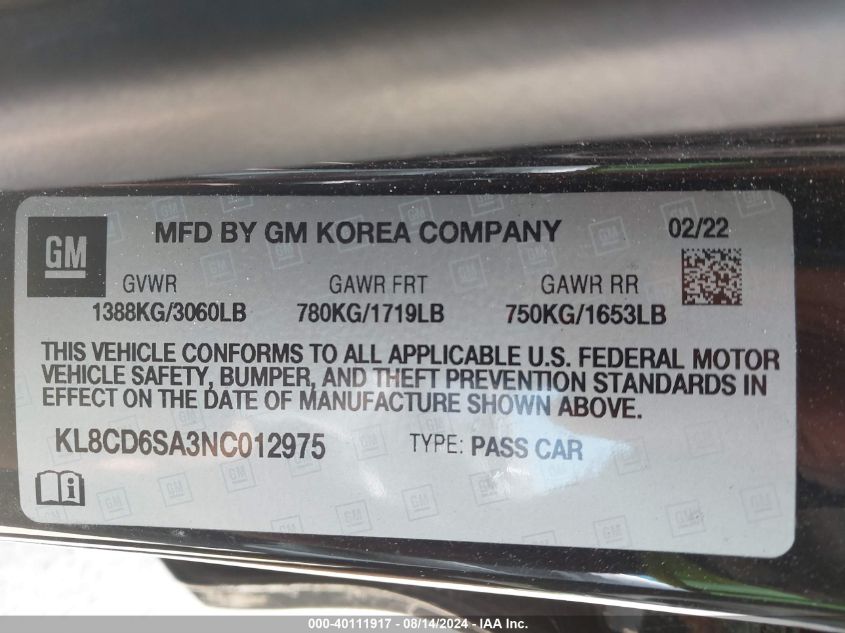 GM
MFD BY GM KOREA COMPANY 02/22
GVWR GAWR FRT GAWR RR
1388KG/3060LB 780KG/1719LB 750KG/1653LB
THIS VEHICLE CONFORMS TO ALL APPLICABLE U.S. FEDERAL MOTOR
VEHICLE SAFETY, BUMPER, AND THEFT PREVENTION STANDARDS IN
EFFECT ON THE DATE OF MANUFACTURE SHOWN ABOVE.
KL8CD6SA3NC012975 TYPE: PASS CAR
000-40111917 - 08/14/2024 - IAA Inc.